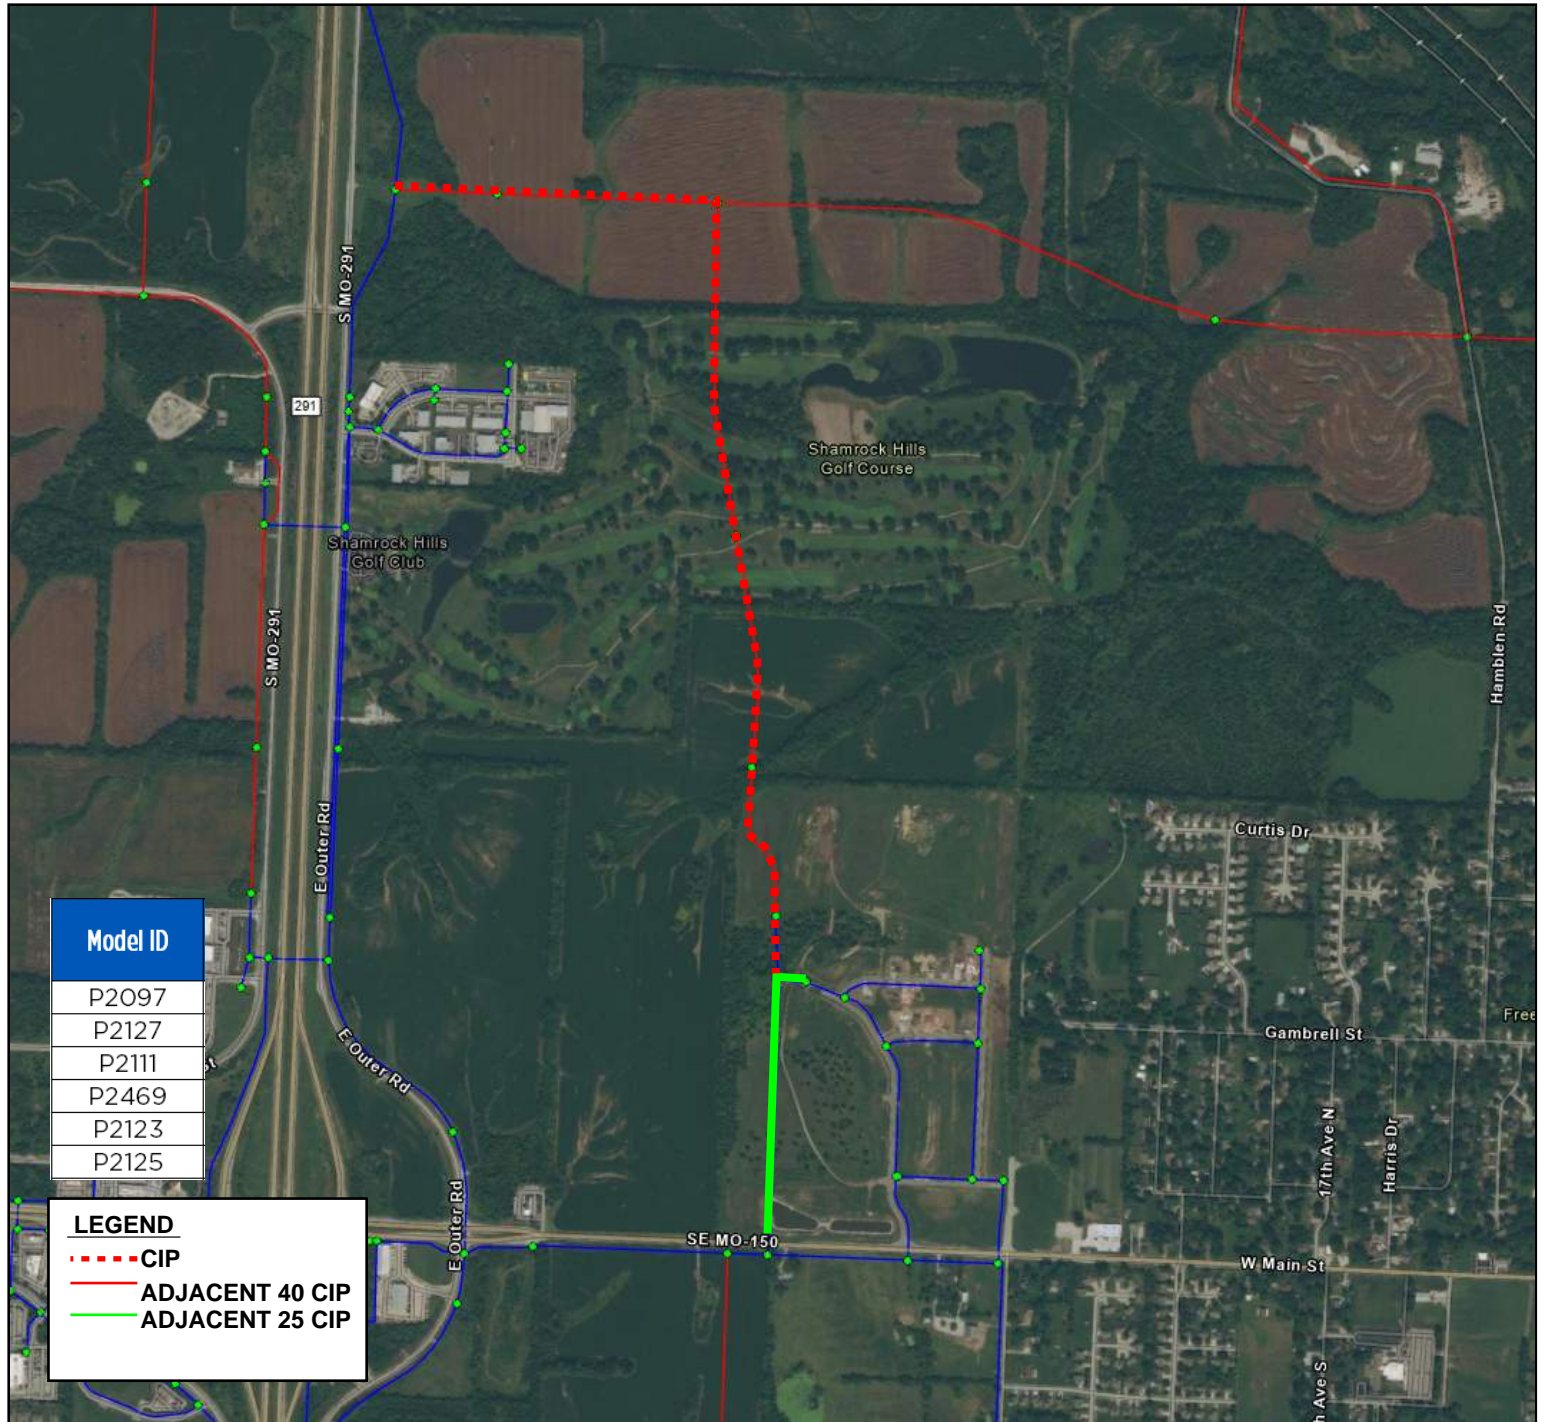 S MO-291
291
Shamrock Hills
Golf Course
Shamrock Hills
Golf Club
S MO-291
Hamblen Rd
E Outer Rd
Curtis Dr
Model ID
P2097
P2127
P2111
P2469
P2123
P2125
Free
Gambrell St
st
E Outer Rd
17th Ave N
Harris Dr
E Outer Rd
SE MO-150
W Main St
LEGEND
CIP
ADJACENT 40 CIP
ADJACENT 25 CIP
h Ave S